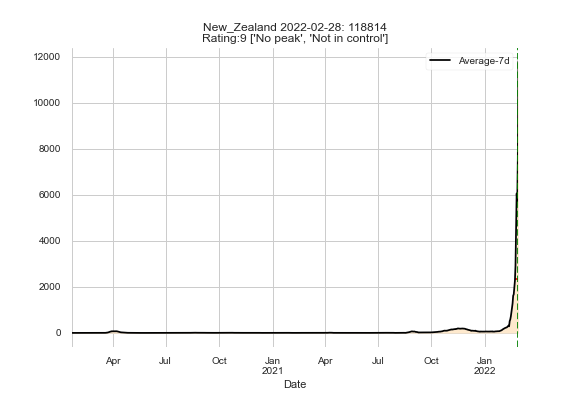 New_Zealand 2022-02-28: 118814
Rating:9 ['No peak', 'Not in control']
12000
Average-7d
10000
8000
6000
4000
2000
0
Apr Jul Oct Jan Apr Jul Oct Jan
2021 2022
Date